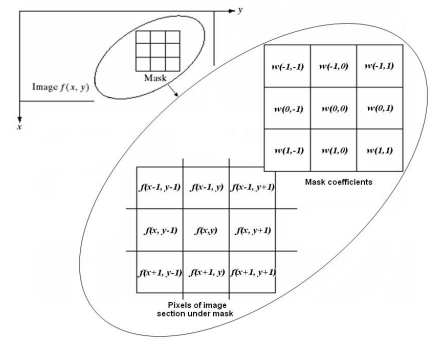 y
Image f(x, y)
Mask
x
w(-1,-1) w(-1,0) w(-1,1)
w(0,-1) w(0,0) w(0,1)
w(1,-1) w(1,0) w(1,1)
Mask coefficients
f(x-1, y-1) f(x-1, y) f(x-1, y+1)
f(x, y-1) f(x,y) f(x, y+1)
f(x+1, y-1) f(x+1, y) f(x+1, y+1)
Pixels of image
section under mask